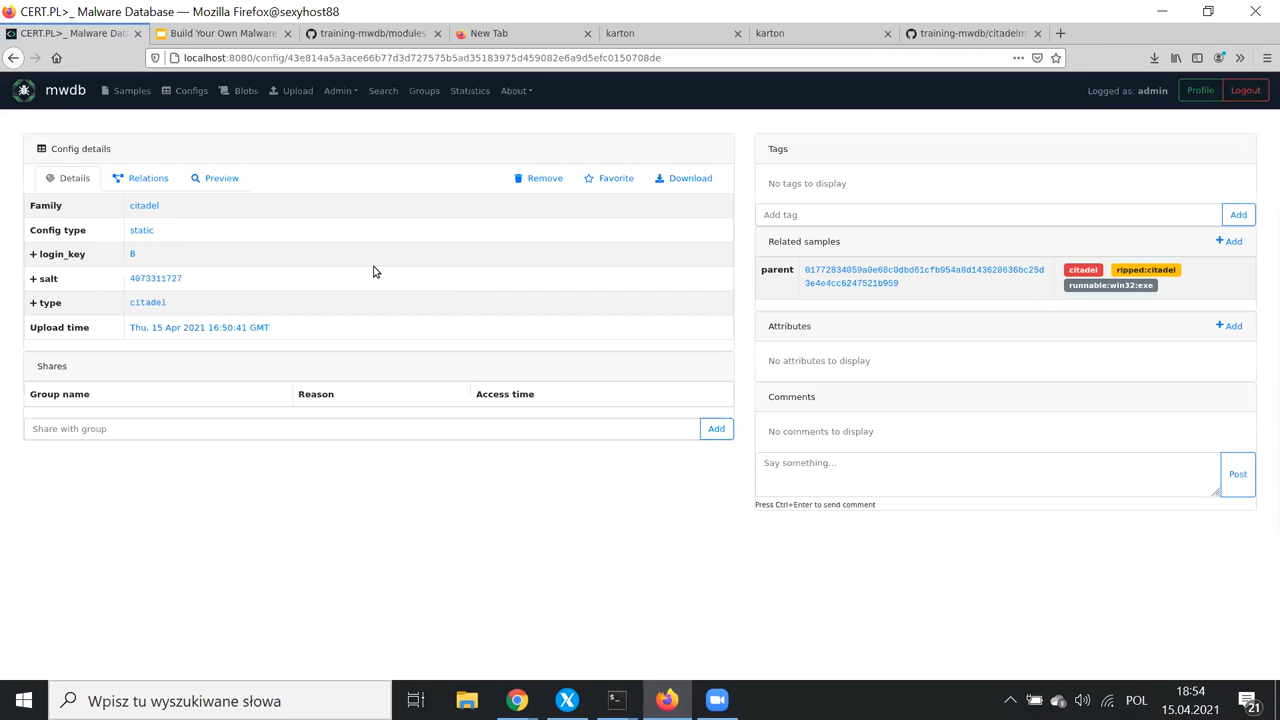 CERT.PL>_ Malware Database — Mozilla Firefox@sexyhost88
CERT.PL>_ Malware Dat
Build Your Own Malware
training-mwdb/modules
New Tab
karton
karton
training-mwdb/citadelm
localhost:8080/config/43e814a5a3ace66b77d3d727575b5ad35183975d459082e6a9d5efc0150708de
mwdb Samples Configs Blobs Upload Admin Search Groups Statistics About Logged as: admin Profile Logout
Config details
Details Relations Preview Remove Favorite Download
Family citadel
Config type static
+ login_key B
+ salt 4073311727
+ type citadel
Upload time Thu, 15 Apr 2021 16:50:41 GMT
Shares
Group name Reason Access time
Share with group Add
Tags
No tags to display
Add tag Add
Related samples + Add
parent 01772834059a0e68c0dbd61cfb954a8d143628636bc25d citadel ripped:citadel
3e4e4cc6247521b959 runnable:win32:exe
Attributes + Add
No attributes to display
Comments
No comments to display
Say something... Post
Press Ctrl+Enter to send comment
Wpisz tu wyszukiwane słowa
POL
18:54
15.04.2021
21